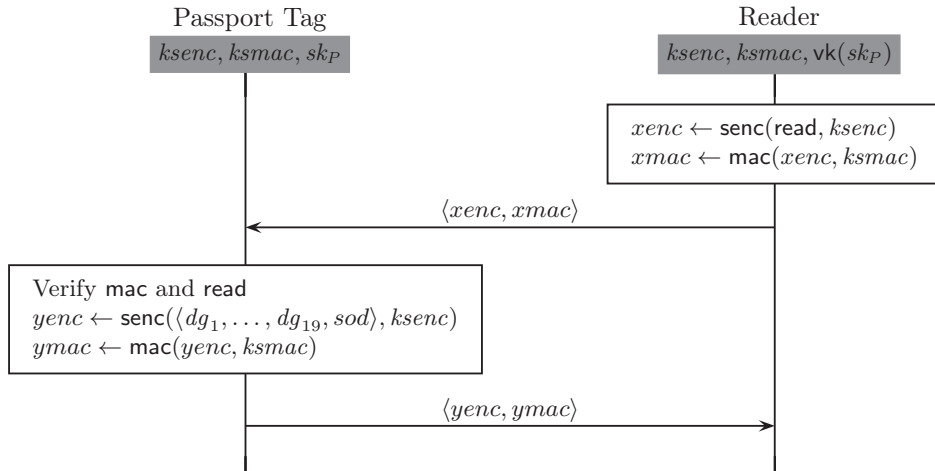 Passport Tag
Reader
ksenc, ksmac, sk_P
ksenc, ksmac, vk(sk_P)
xenc ← senc(read, ksenc)
xmac ← mac(xenc, ksmac)
⟨xenc, xmac⟩
Verify mac and read
yenc ← senc(⟨dg_1, . . . , dg_19, sod⟩, ksenc)
ymac ← mac(yenc, ksmac)
⟨yenc, ymac⟩